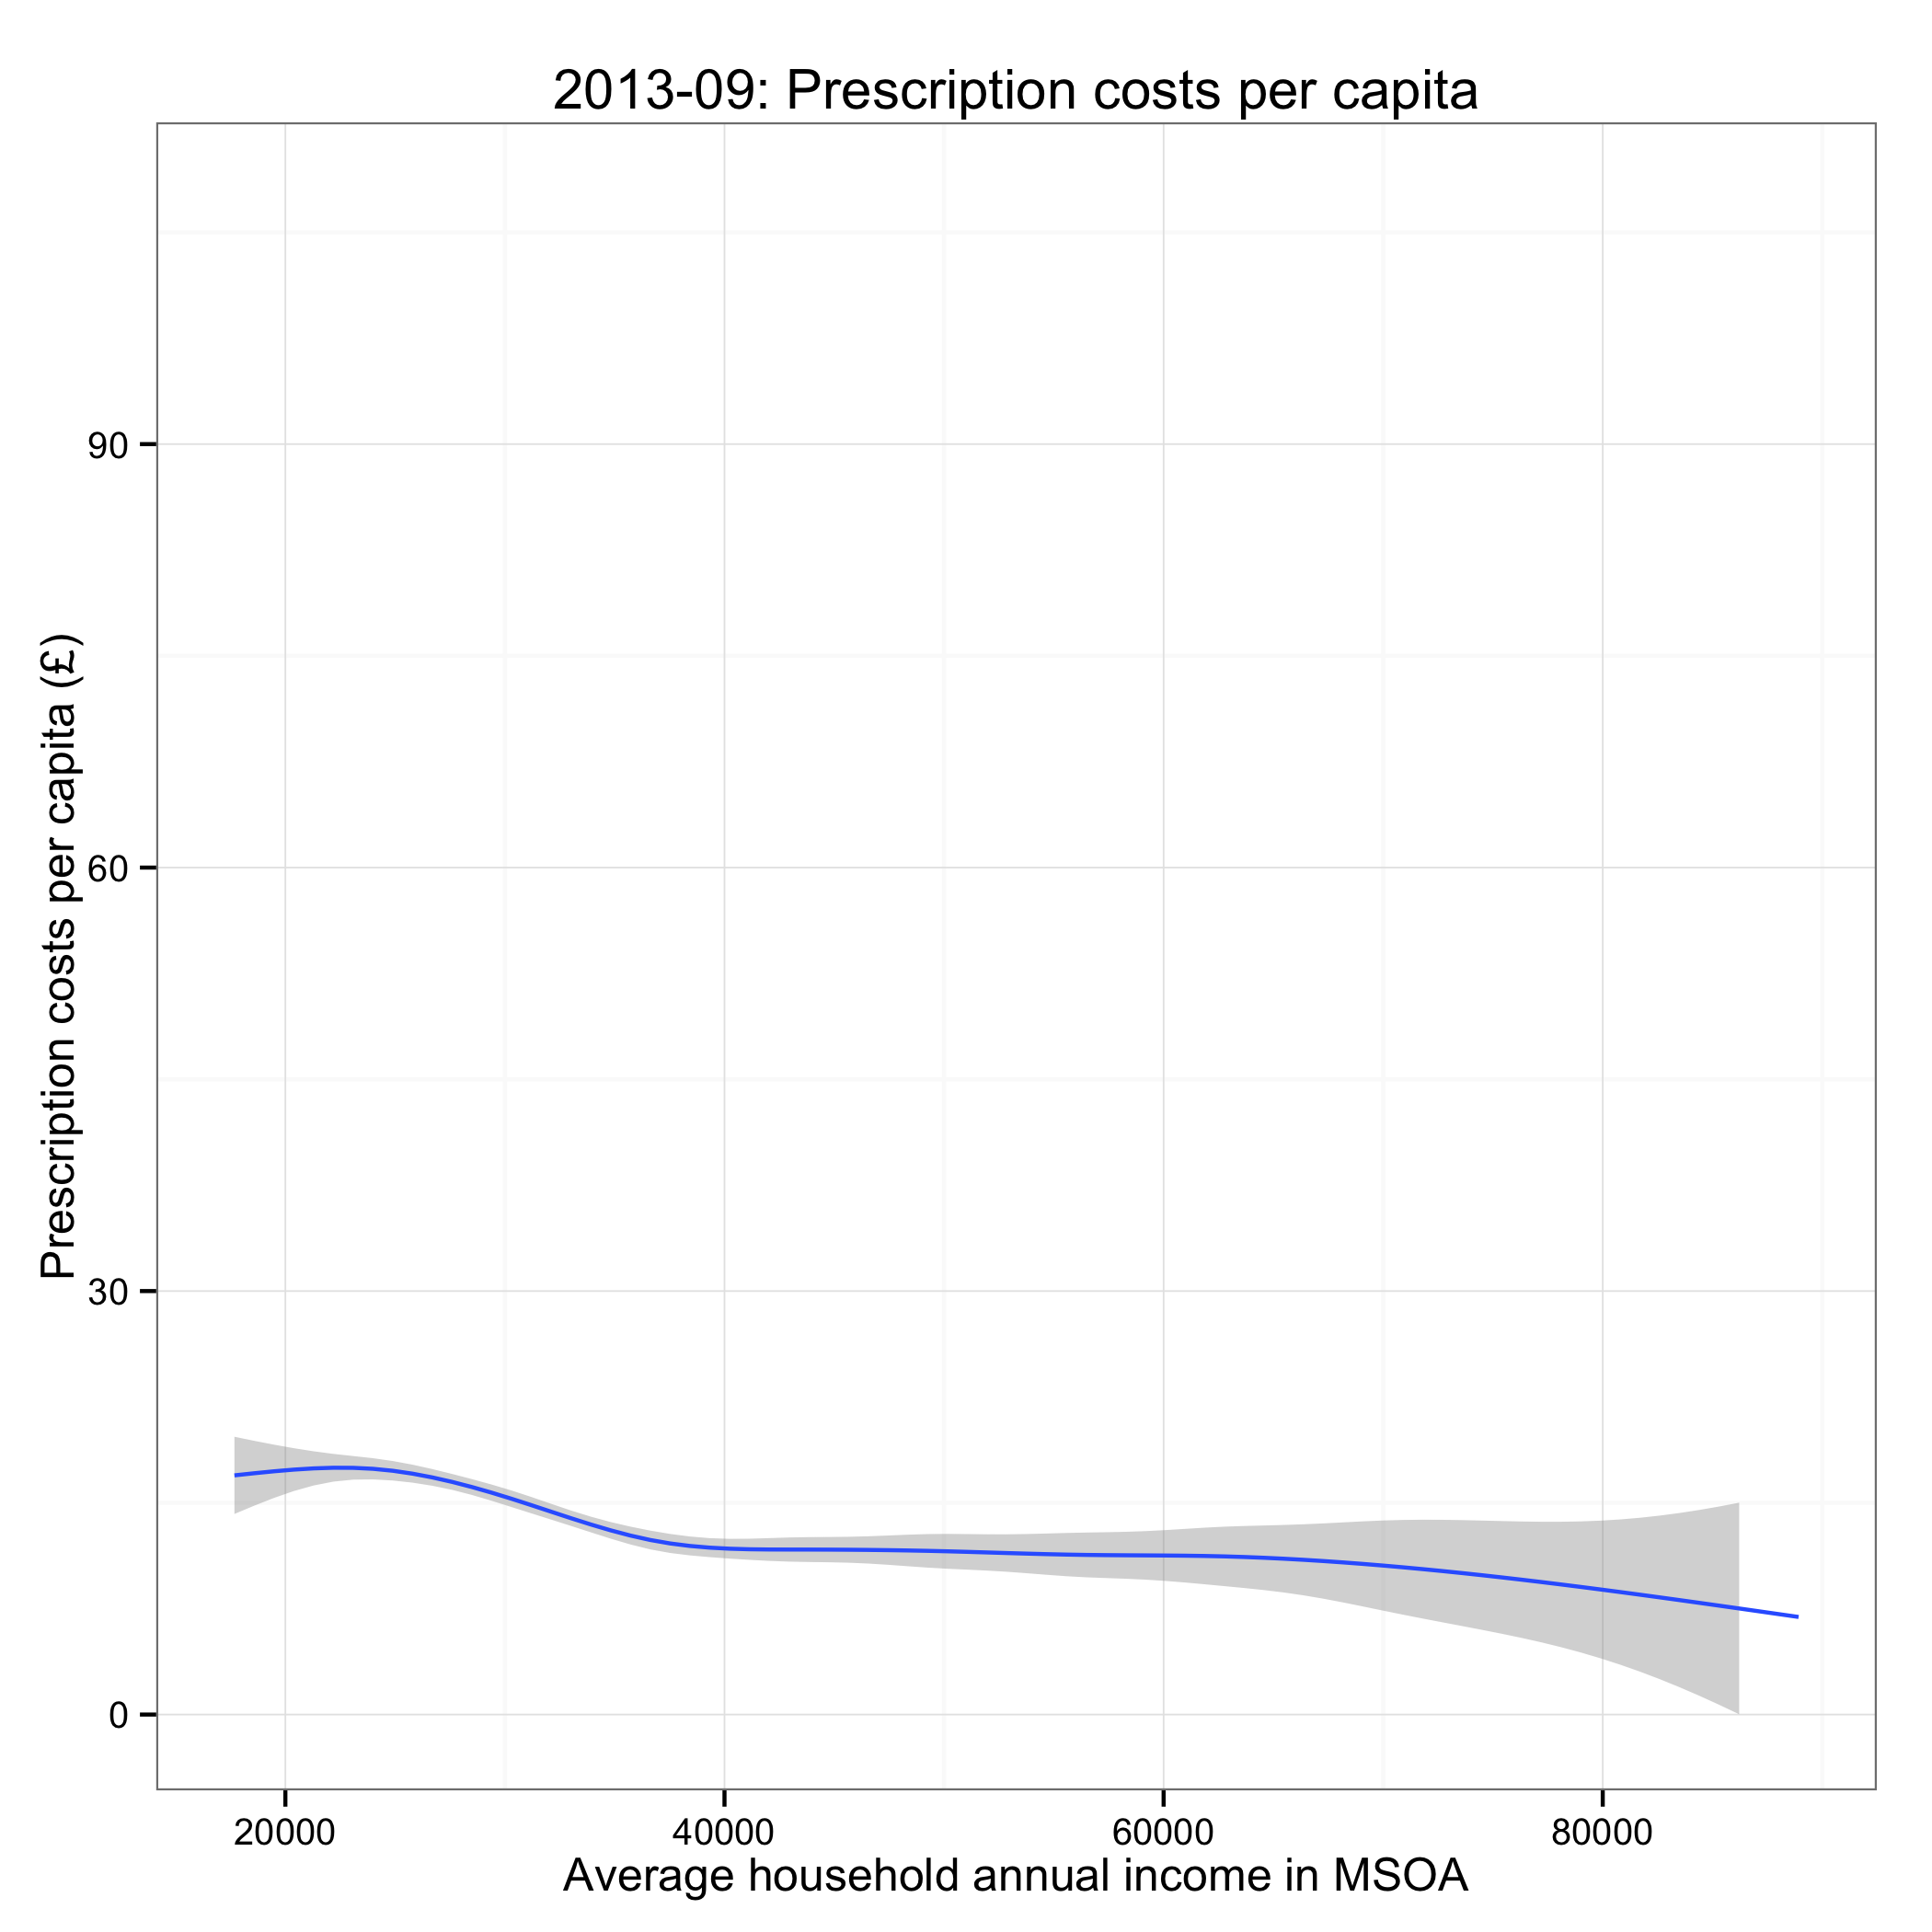 2013-09: Prescription costs per capita
Prescription costs per capita (£)
90
60
30
0
20000 40000 60000 80000
Average household annual income in MSOA